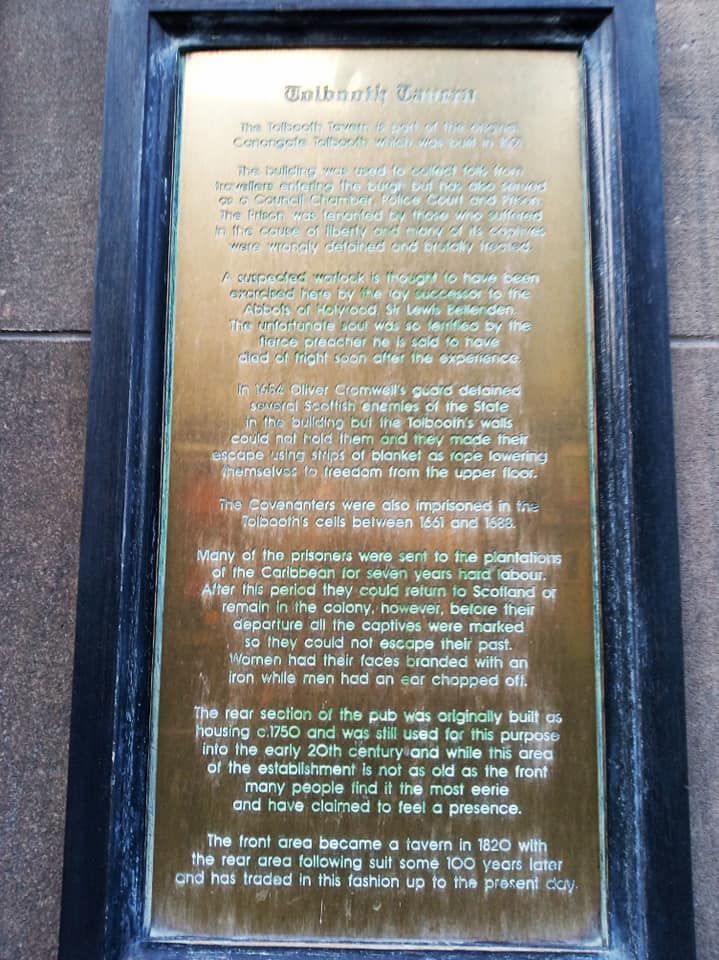 Tolbooth Tavern
The Tolbooth Tavern is part of the original
Canongate Tolbooth which was built in 1591
The building was used to collect tolls from
travellers entering the burgh but has also served
as a Council Chamber, Police Court and Prison.
The Prison was tenanted by those who suffered
in the cause of liberty and many of its captives
were wrongly detained and brutally treated.
A suspected warlock is thought to have been
exorcised here by the lay successor to the
Abbots of Holyrood, Sir Lewis Bellenden.
The unfortunate soul was so terrified by the
fierce preacher he is said to have
died of fright soon after the experience.
In 1654 Oliver Cromwell's guard detained
several Scottish enemies of the State
in the building but the Tolbooth's walls
could not hold them and they made their
escape using strips of blanket as rope lowering
themselves to freedom from the upper floor.
The Covenanters were also imprisoned in the
Tolbooth's cells between 1661 and 1688.
Many of the prisoners were sent to the plantations
of the Caribbean for seven years hard labour.
After this period they could return to Scotland or
remain in the colony, however, before their
departure all the captives were marked
so they could not escape their past.
Women had their faces branded with an
iron while men had an ear chopped off.
The rear section of the pub was originally built as
housing c.1750 and was still used for this purpose
into the early 20th century and while this area
of the establishment is not as old as the front
many people find it the most eerie
and have claimed to feel a presence.
The front area became a tavern in 1820 with
the rear area following suit some 100 years later
and has traded in this fashion up to the present day.